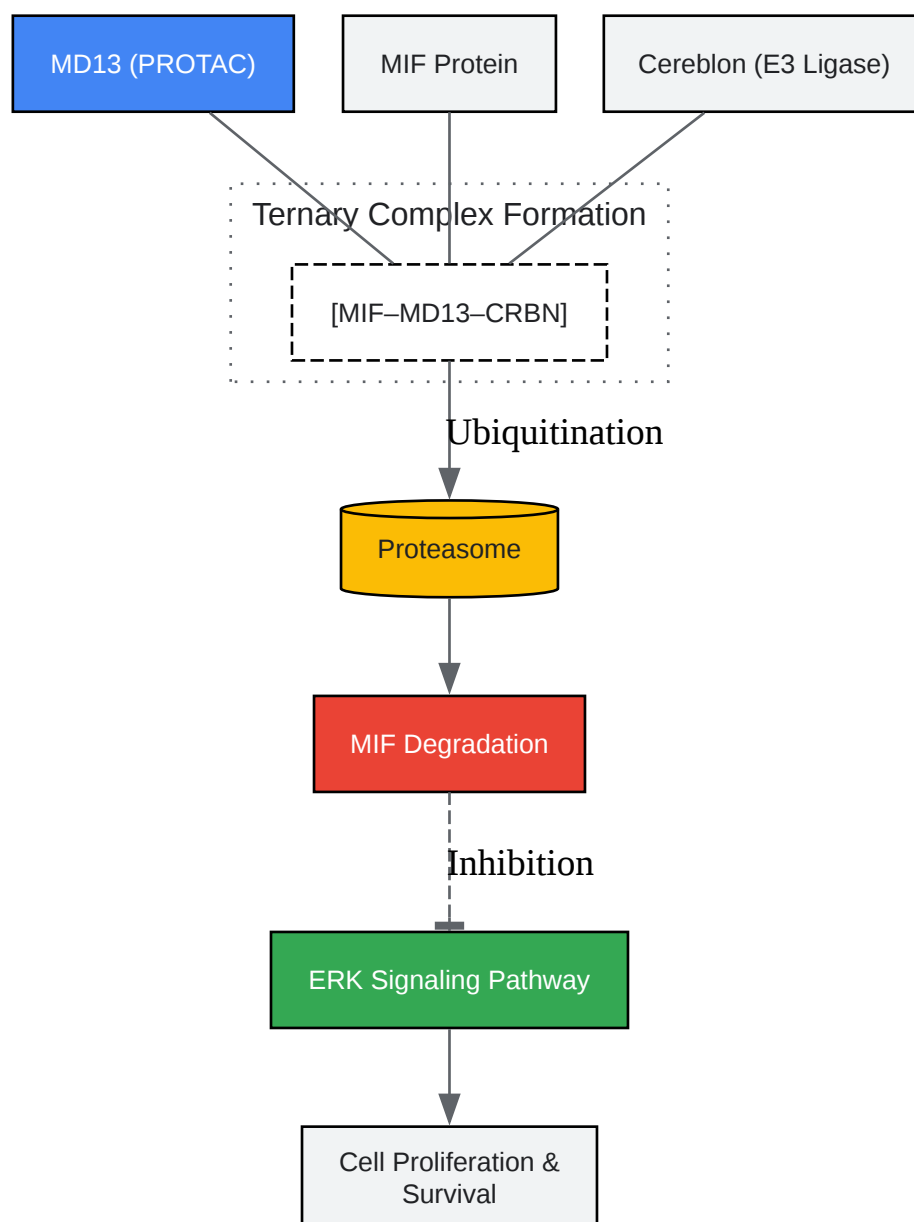 MD13 (PROTAC)
MIF Protein
Cereblon (E3 Ligase)
Ternary Complex Formation
[MIF–MD13–CRBN]
Ubiquitination
Proteasome
MIF Degradation
Inhibition
ERK Signaling Pathway
Cell Proliferation &
Survival